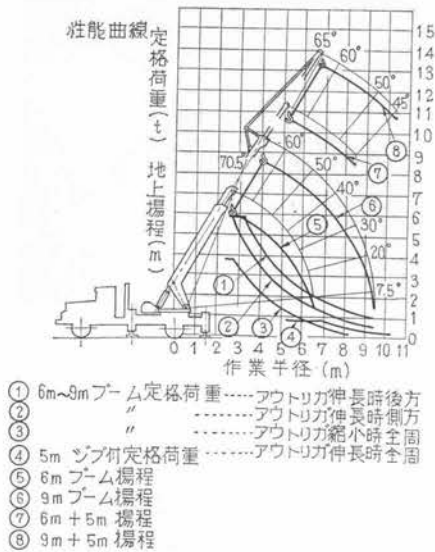 性能曲線
定格荷重(t) 地上揚程(m)
65°
60°
50°
45°
70.5
60°
50°
40°
30°
20°
7.5°
① ② ③ ④ ⑤ ⑥ ⑦ ⑧
15
14
13
12
11
10
9
8
7
6
5
4
3
2
1
0
0 1 2 3 4 5 6 7 8 9 10 11
作業半径(m)
① 6m~9mブーム定格荷重-----アウトリガ伸長時後方
② 〃 -----アウトリガ伸長時側方
③ 〃 -----アウトリガ縮小時全周
④ 5m ジブ付定格荷重-----アウトリガ伸長時全周
⑤ 6m ブーム揚程
⑥ 9m ブーム揚程
⑦ 6m+5m 揚程
⑧ 9m+5m 揚程